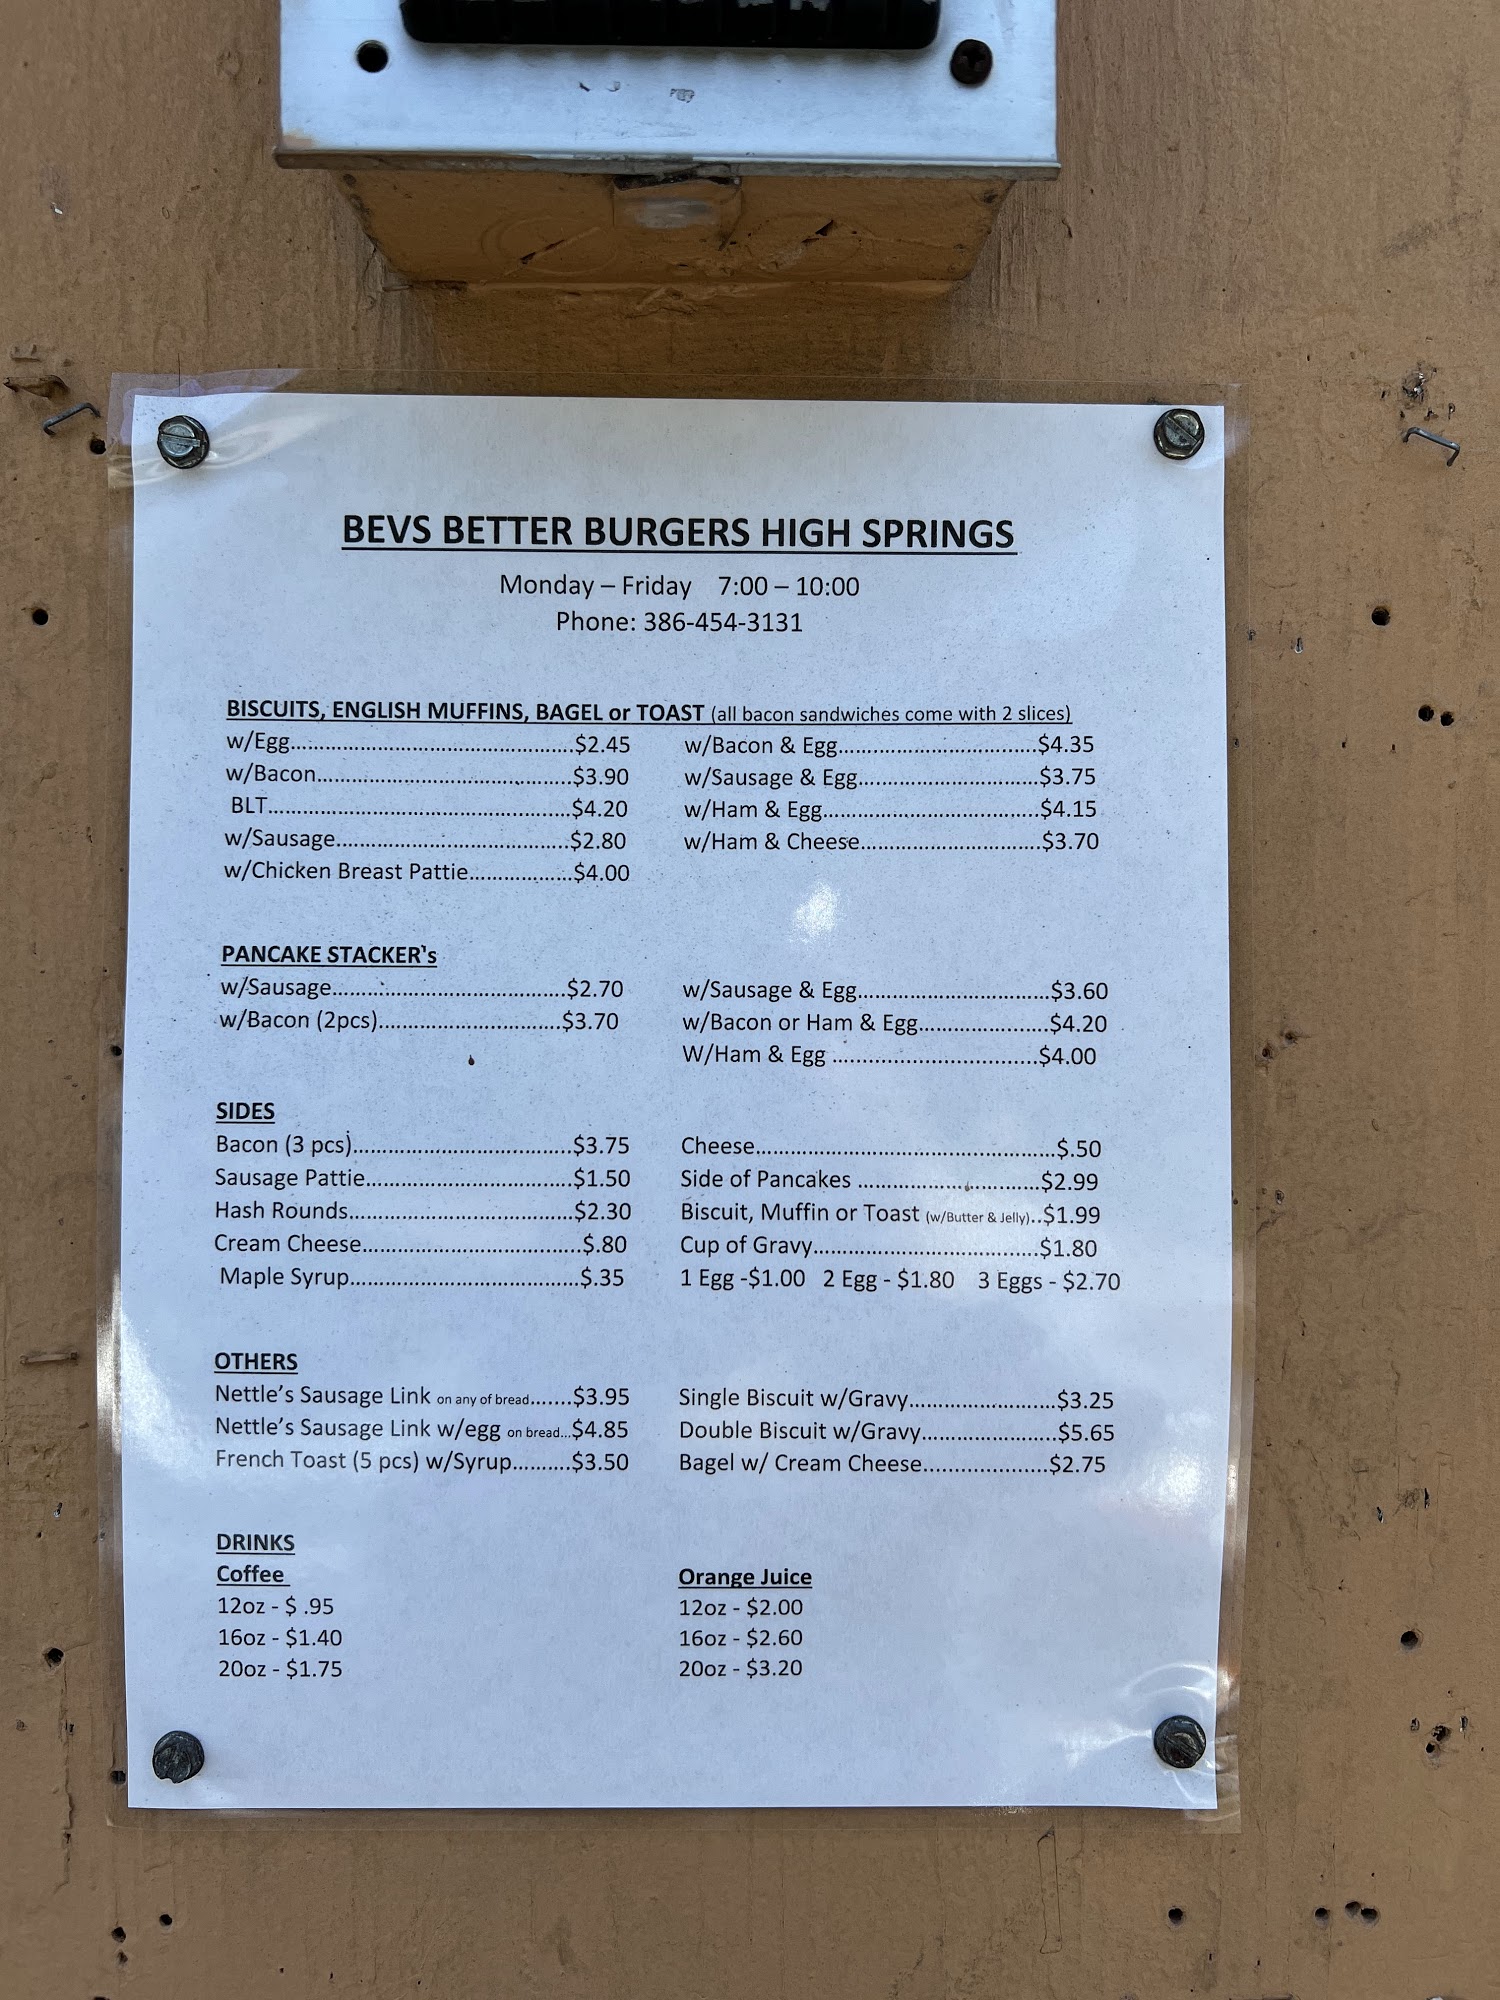 BEVS BETTER BURGERS HIGH SPRINGS
Monday – Friday 7:00 – 10:00
Phone: 386-454-3131
BISCUITS, ENGLISH MUFFINS, BAGEL or TOAST (all bacon sandwiches come with 2 slices)
w/Egg..........$2.45
w/Bacon..........$3.90
BLT..........$4.20
w/Sausage..........$2.80
w/Chicken Breast Pattie..........$4.00
w/Bacon & Egg..........$4.35
w/Sausage & Egg..........$3.75
w/Ham & Egg..........$4.15
w/Ham & Cheese..........$3.70
PANCAKE STACKER's
w/Sausage..........$2.70
w/Bacon (2pcs)..........$3.70
w/Sausage & Egg..........$3.60
w/Bacon or Ham & Egg..........$4.20
W/Ham & Egg ..........$4.00
SIDES
Bacon (3 pcs)..........$3.75
Sausage Pattie..........$1.50
Hash Rounds..........$2.30
Cream Cheese..........$.80
Maple Syrup..........$.35
Cheese..........$.50
Side of Pancakes ..........$2.99
Biscuit, Muffin or Toast (w/Butter & Jelly)..$1.99
Cup of Gravy..........$1.80
1 Egg -$1.00 2 Egg - $1.80 3 Eggs - $2.70
OTHERS
Nettle's Sausage Link on any of bread.......$3.95
Nettle's Sausage Link w/egg on bread...$4.85
French Toast (5 pcs) w/Syrup..........$3.50
Single Biscuit w/Gravy..........$3.25
Double Biscuit w/Gravy..........$5.65
Bagel w/ Cream Cheese..........$2.75
DRINKS
Coffee
12oz - $ .95
16oz - $1.40
20oz - $1.75
Orange Juice
12oz - $2.00
16oz - $2.60
20oz - $3.20